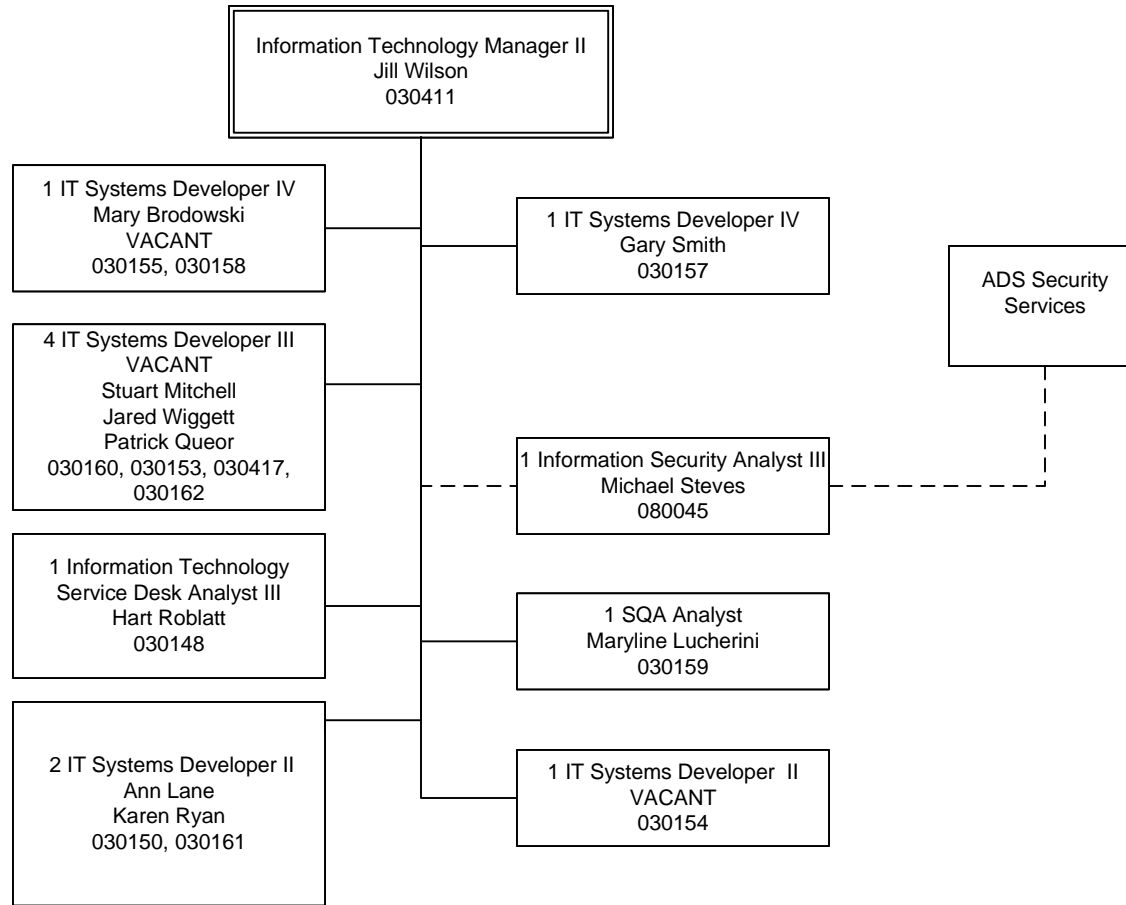 Information Technology Manager II
Jill Wilson
030411
1 IT Systems Developer IV
Mary Brodowski
VACANT
030155, 030158
1 IT Systems Developer IV
Gary Smith
030157
ADS Security
Services
4 IT Systems Developer III
VACANT
Stuart Mitchell
Jared Wiggett
Patrick Queor
030160, 030153, 030417,
030162
1 Information Security Analyst III
Michael Steves
080045
1 Information Technology
Service Desk Analyst III
Hart Roblatt
030148
1 SQA Analyst
Maryline Lucherini
030159
2 IT Systems Developer II
Ann Lane
Karen Ryan
030150, 030161
1 IT Systems Developer  II
VACANT
030154